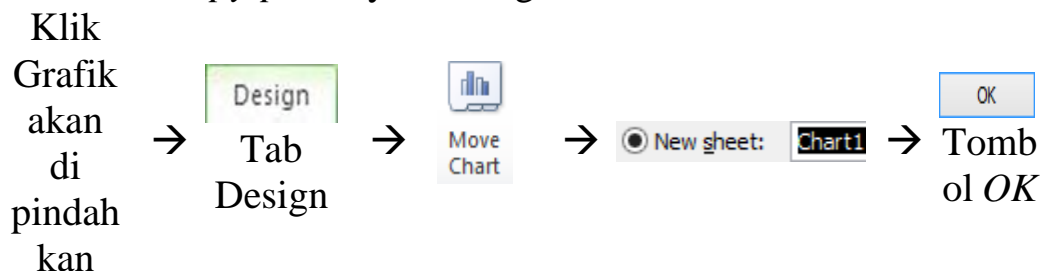 Klik
Grafik
akan
di
pindah
kan
→
Design
Tab
Design
→
Move
Chart
→
New sheet: Chart1
→
OK
Tomb
ol OK